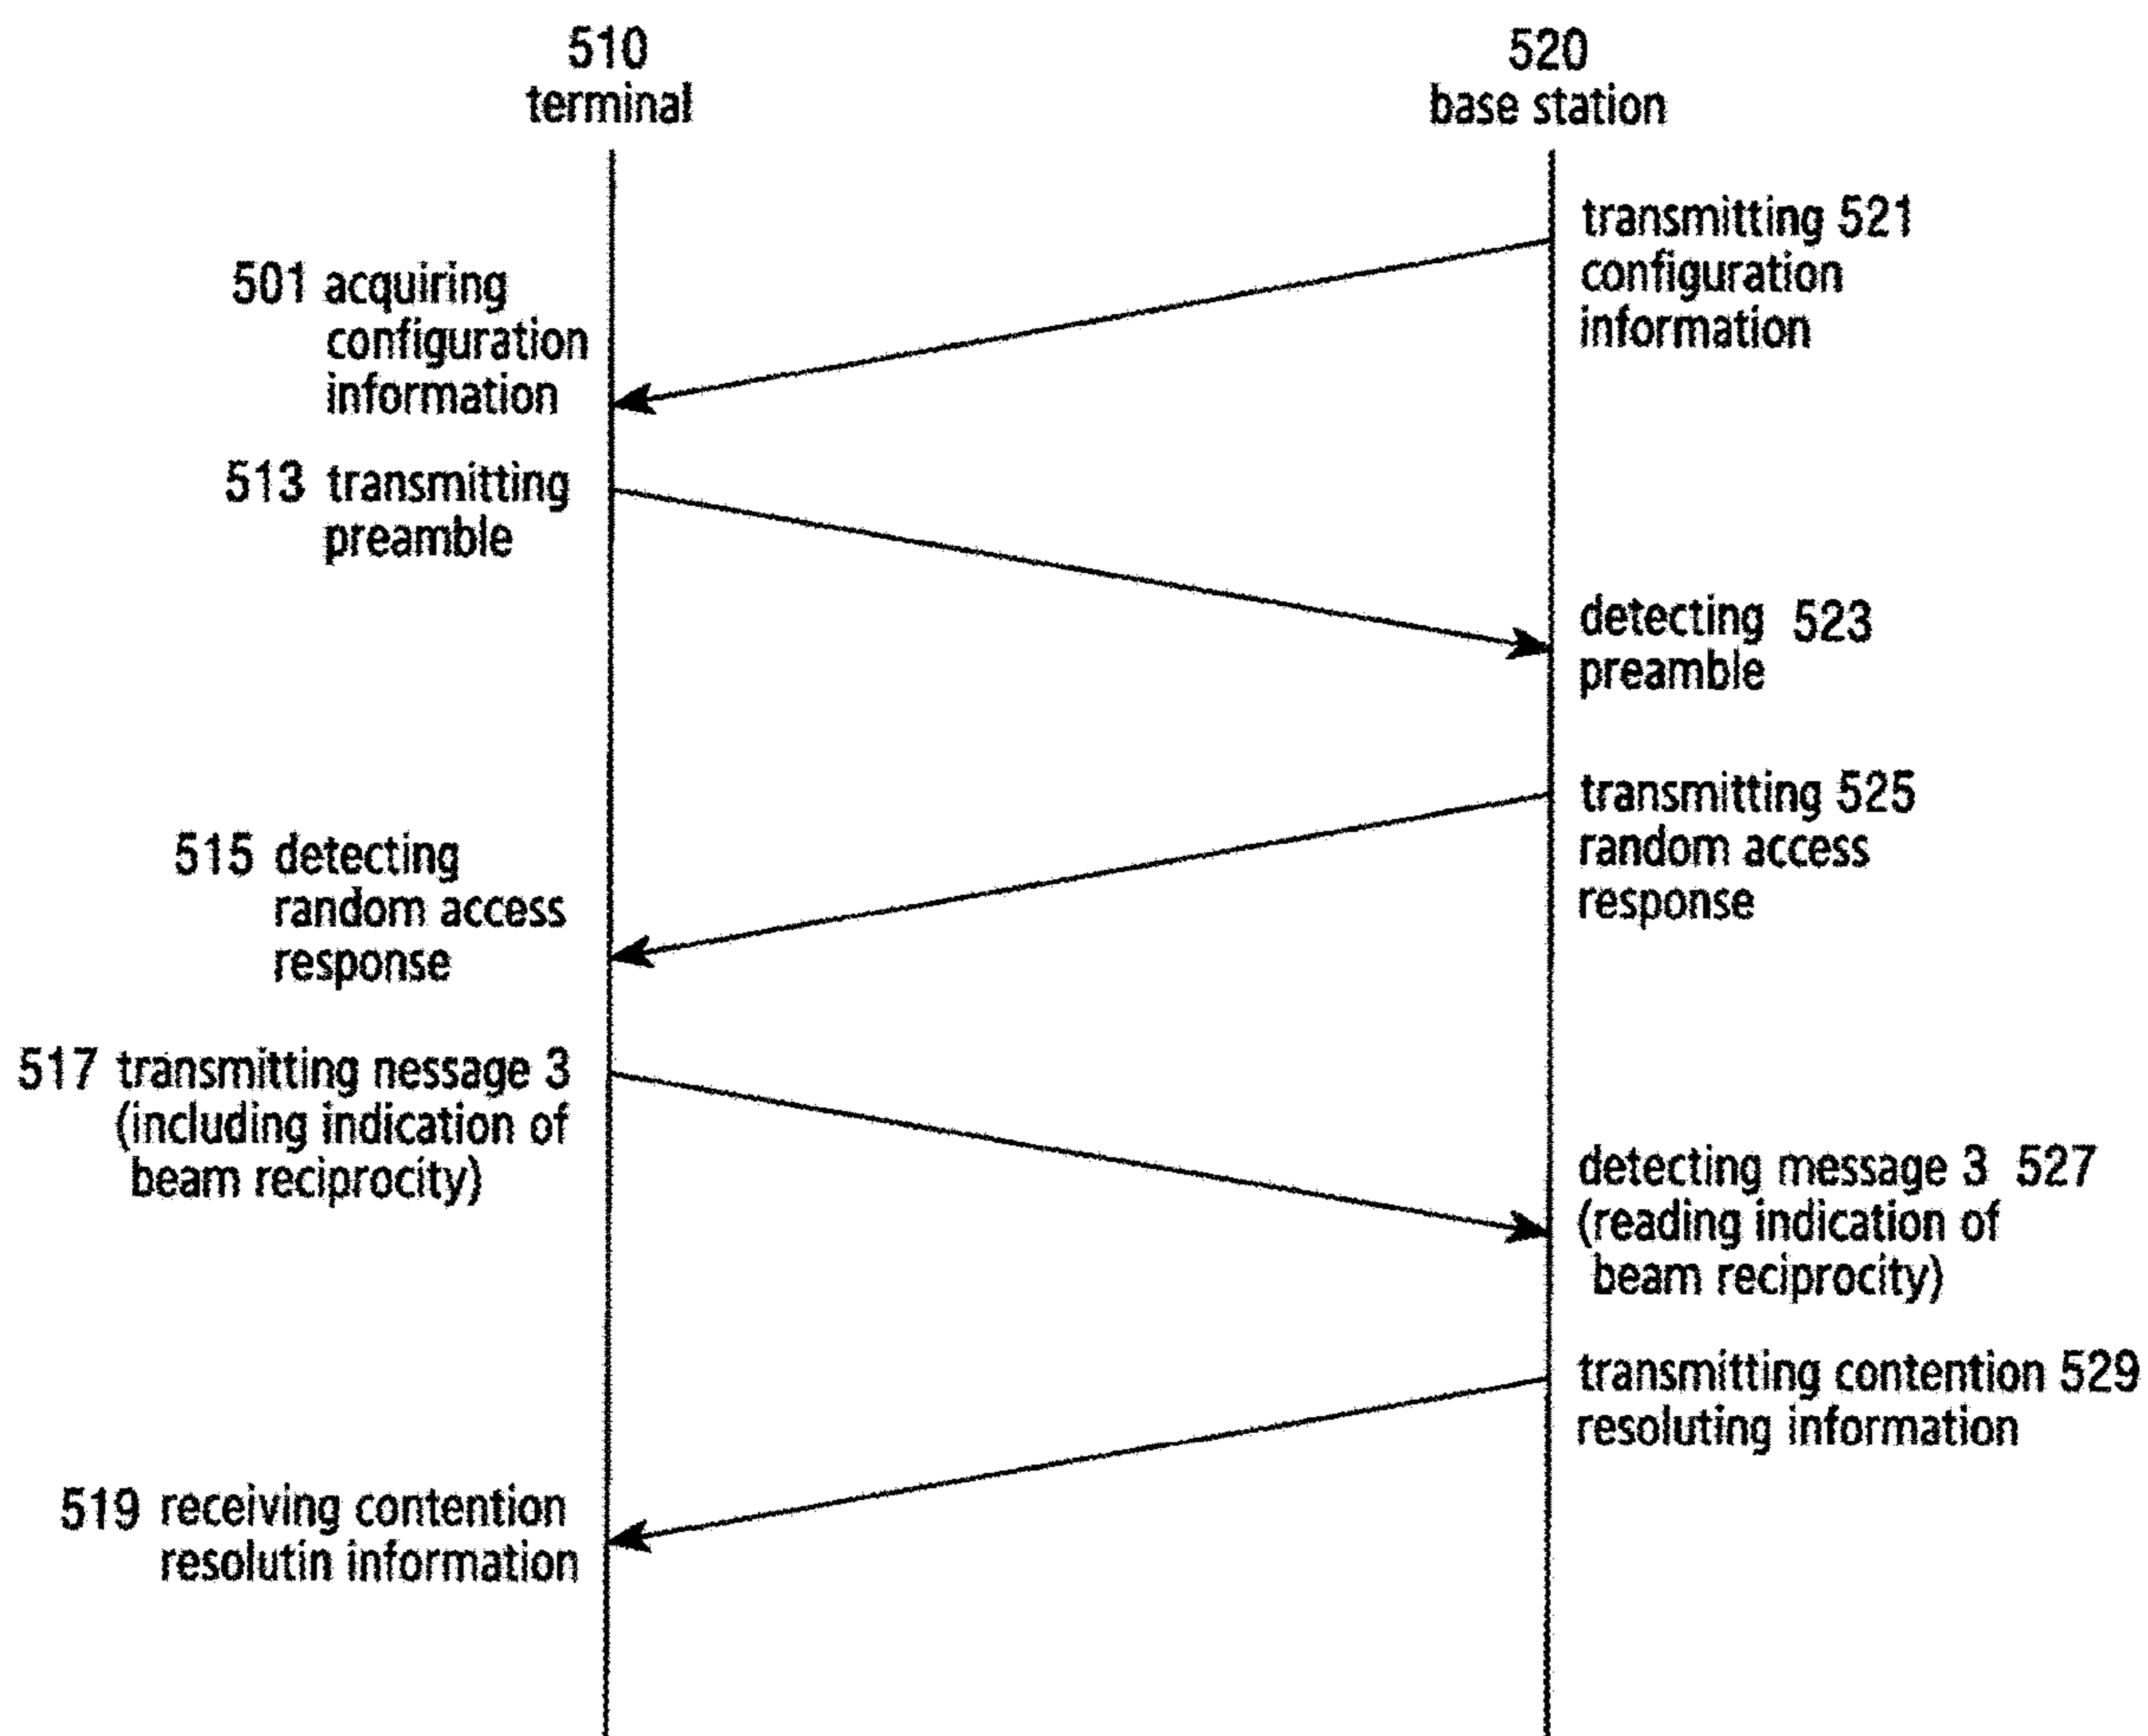 510
terminal
520
base station
transmitting 521
configuration
information
501 acquiring
configuration
information
513 transmitting
preamble
detecting 523
preamble
transmitting 525
random access
response
515 detecting
random access
response
517 transmitting nessage 3
(including indication of
beam reciprocity)
detecting message 3 527
(reading indication of
beam reciprocity)
transmitting contention 529
resoluting information
519 receiving contention
resolutin information